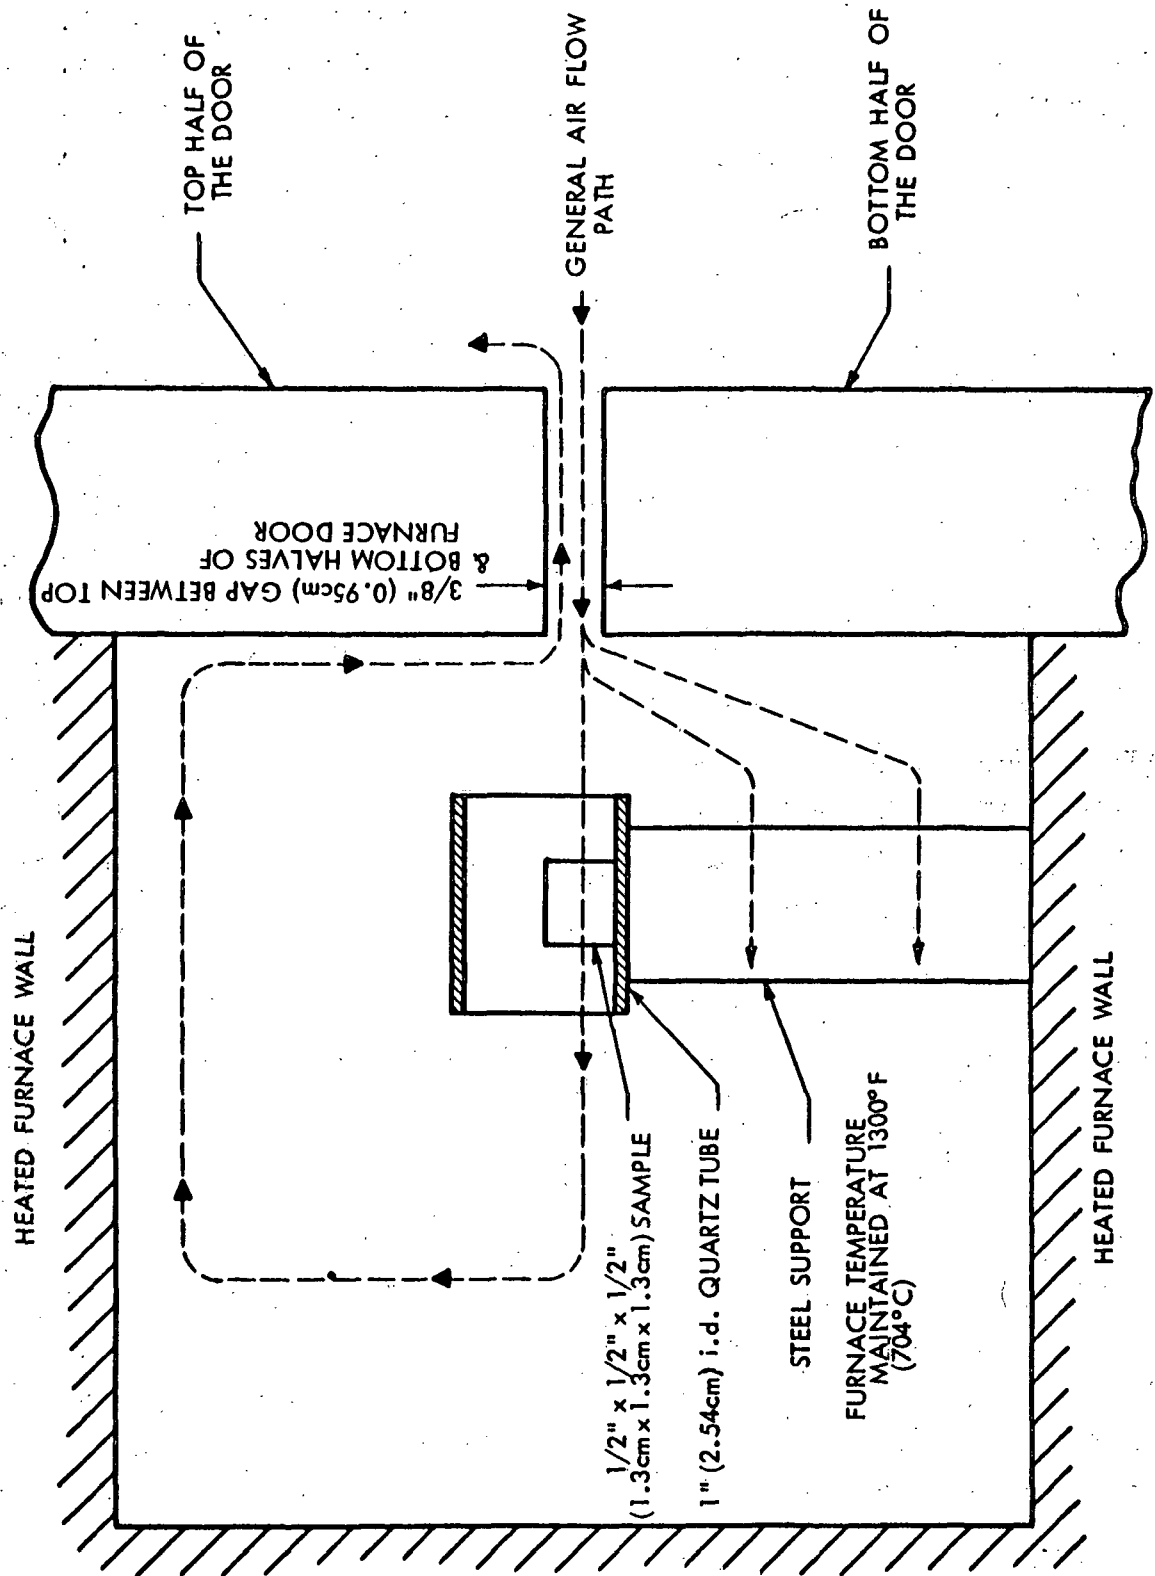 TOP HALF OF
THE DOOR
GENERAL AIR FLOW
PATH
BOTTOM HALF OF
THE DOOR
3/8" (0.95cm) GAP BETWEEN TOP
& BOTTOM HALVES OF
FURNACE DOOR
HEATED FURNACE WALL
1/2" x 1/2" x 1/2"
(1.3cm x 1.3cm x 1.3cm) SAMPLE
1" (2.54cm) i.d. QUARTZ TUBE
STEEL SUPPORT
FURNACE TEMPERATURE
MAINTAINED AT 1300°F
(704°C)
HEATED FURNACE WALL